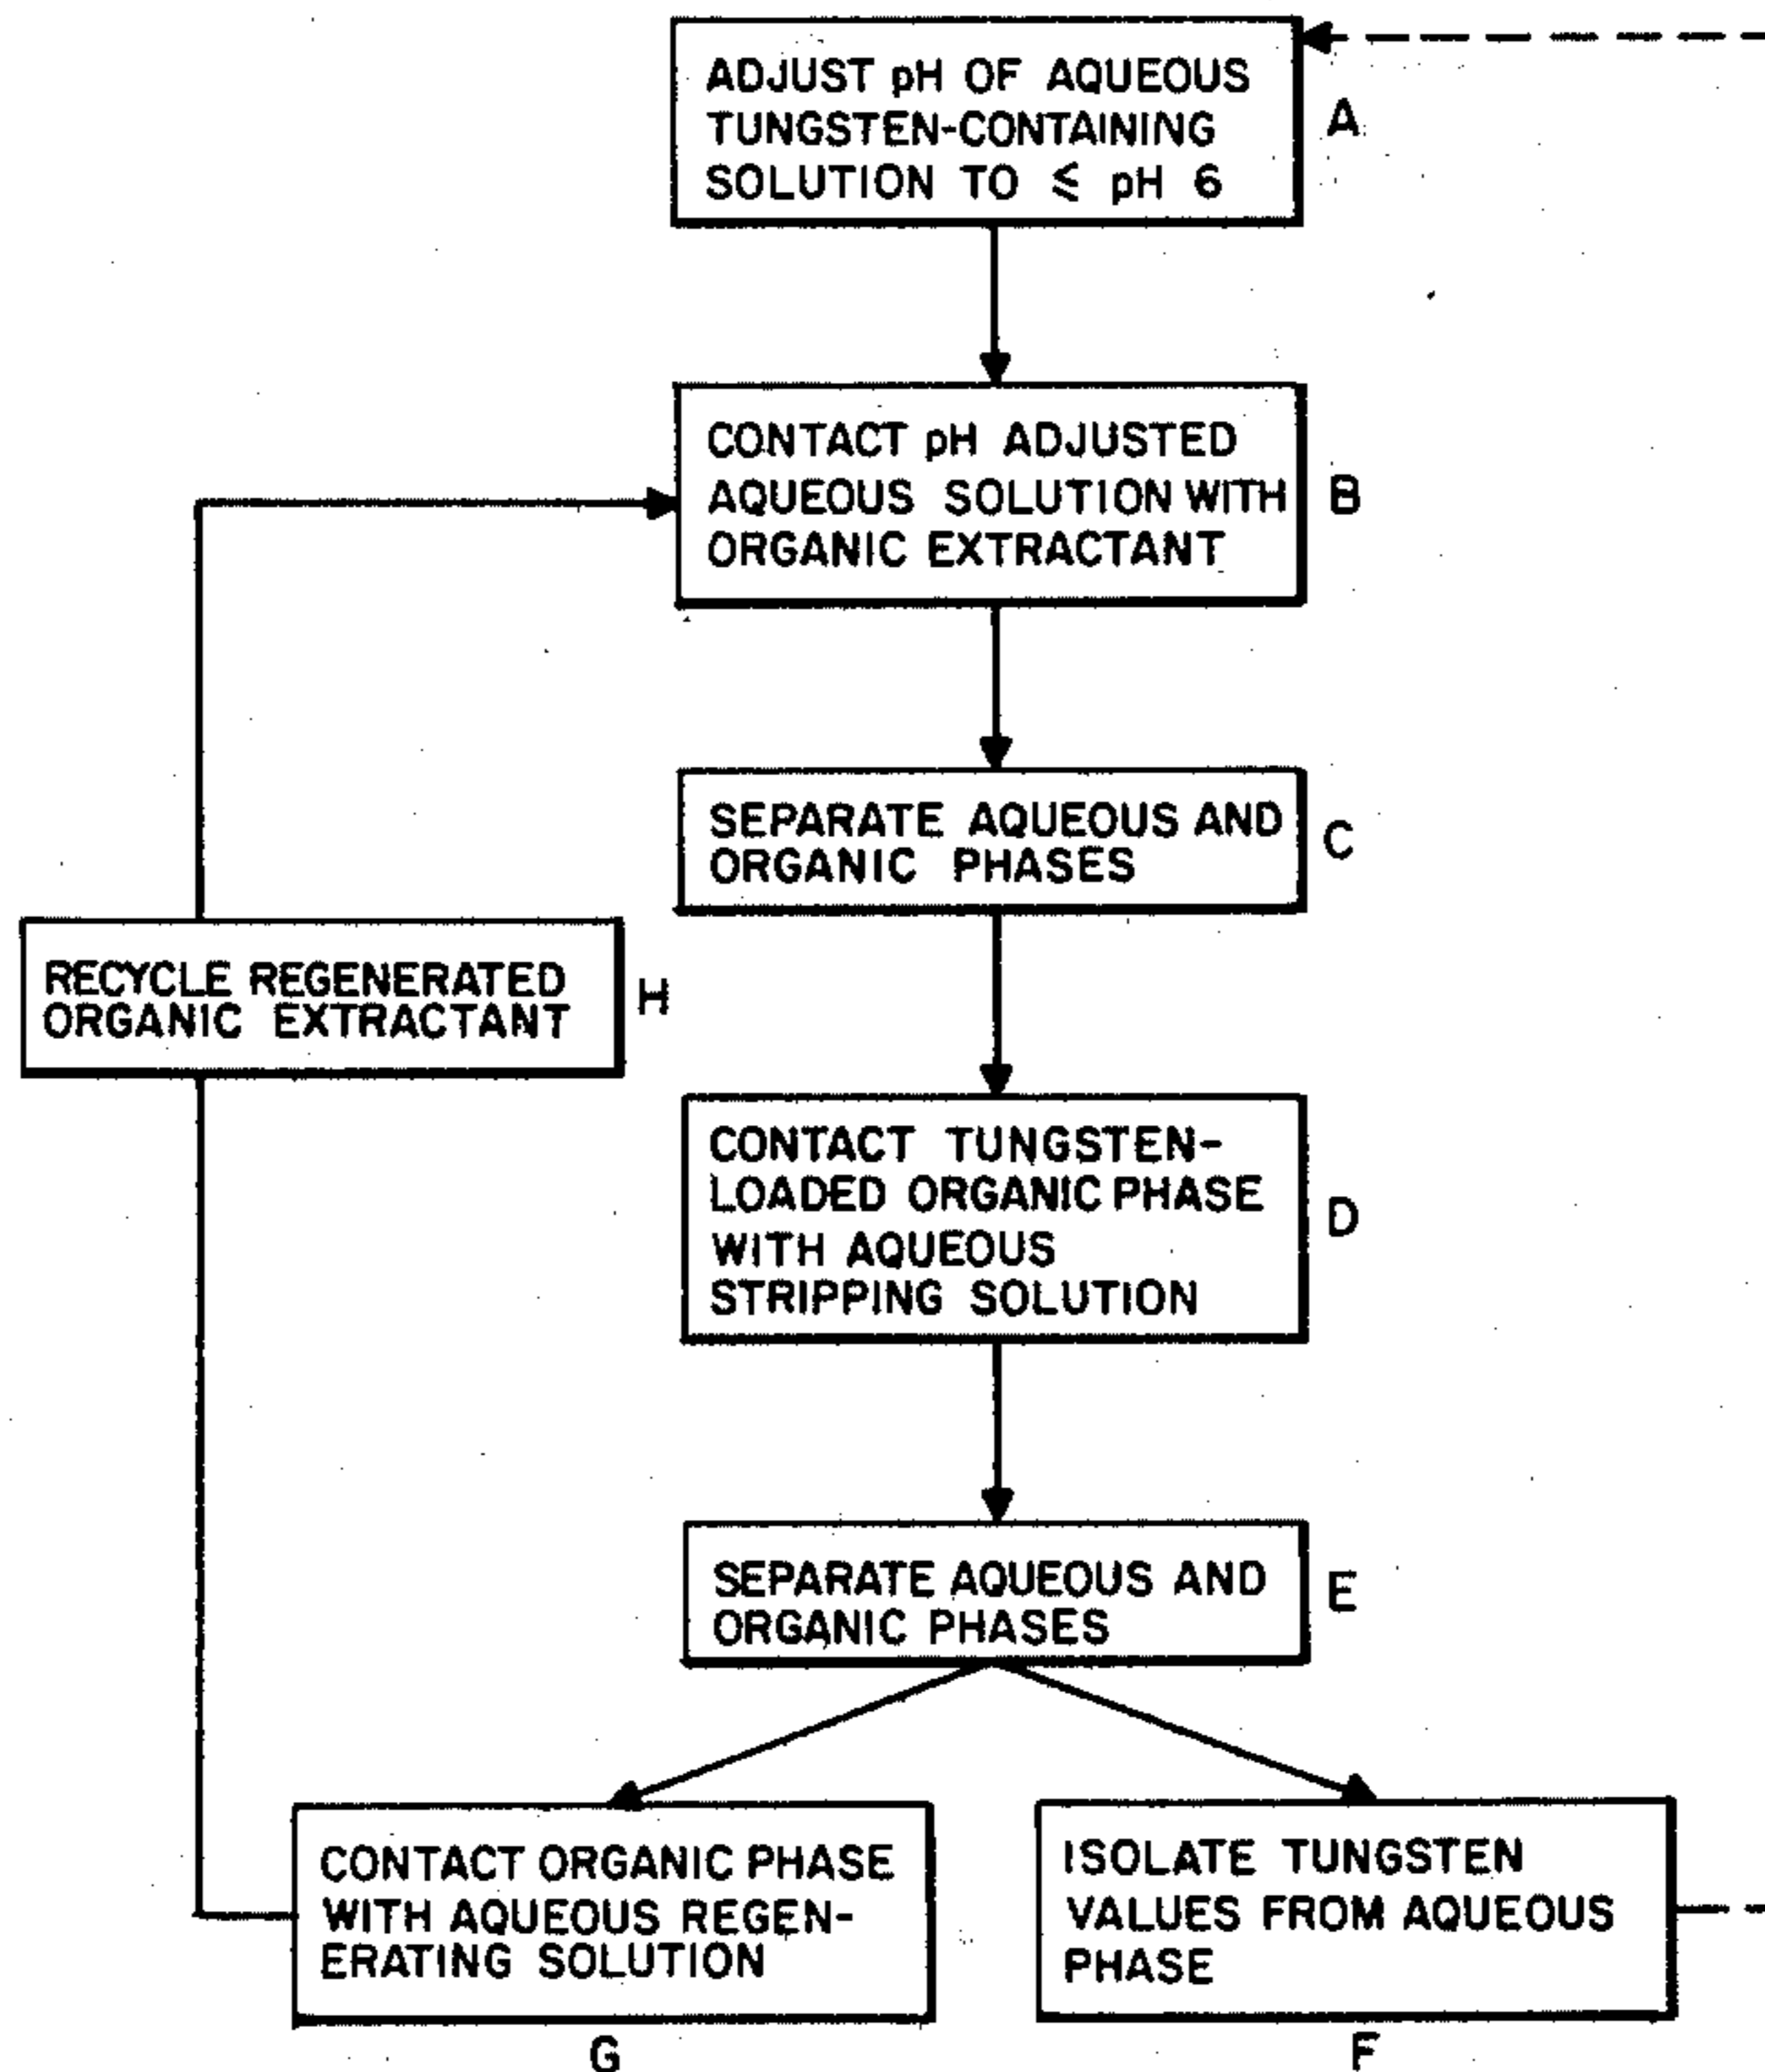 ADJUST pH OF AQUEOUS
TUNGSTEN-CONTAINING
SOLUTION TO ≤ pH 6
A
CONTACT pH ADJUSTED
AQUEOUS SOLUTION WITH
ORGANIC EXTRACTANT
B
SEPARATE AQUEOUS AND
ORGANIC PHASES
C
RECYCLE REGENERATED
ORGANIC EXTRACTANT
H
CONTACT TUNGSTEN-
LOADED ORGANIC PHASE
WITH AQUEOUS
STRIPPING SOLUTION
D
SEPARATE AQUEOUS AND
ORGANIC PHASES
E
CONTACT ORGANIC PHASE
WITH AQUEOUS REGEN-
ERATING SOLUTION
G
ISOLATE TUNGSTEN
VALUES FROM AQUEOUS
PHASE
F